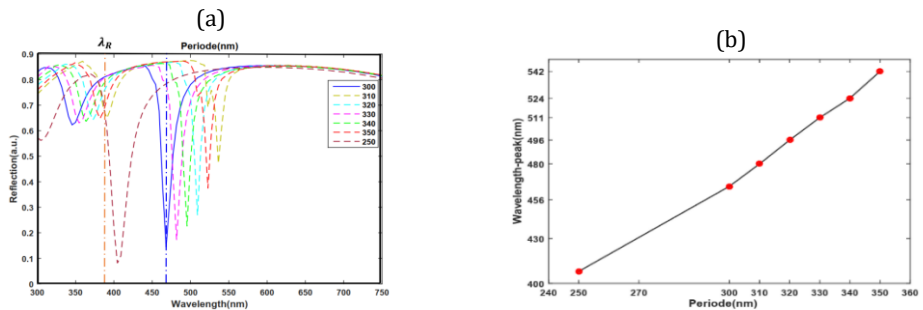 (a)
λR
Periode(nm)
0.9
0.8
0.7
0.6
0.5
0.4
0.3
0.2
0.1
0
Reflection(a.u.)
300
310
320
330
340
350
250
300 350 400 450 500 550 600 650 700 750
Wavelength(nm)
(b)
542
524
511
496
480
456
430
400
Wavelength-peak(nm)
240 250 270 300 310 320 330 340 350 360
Periode(nm)